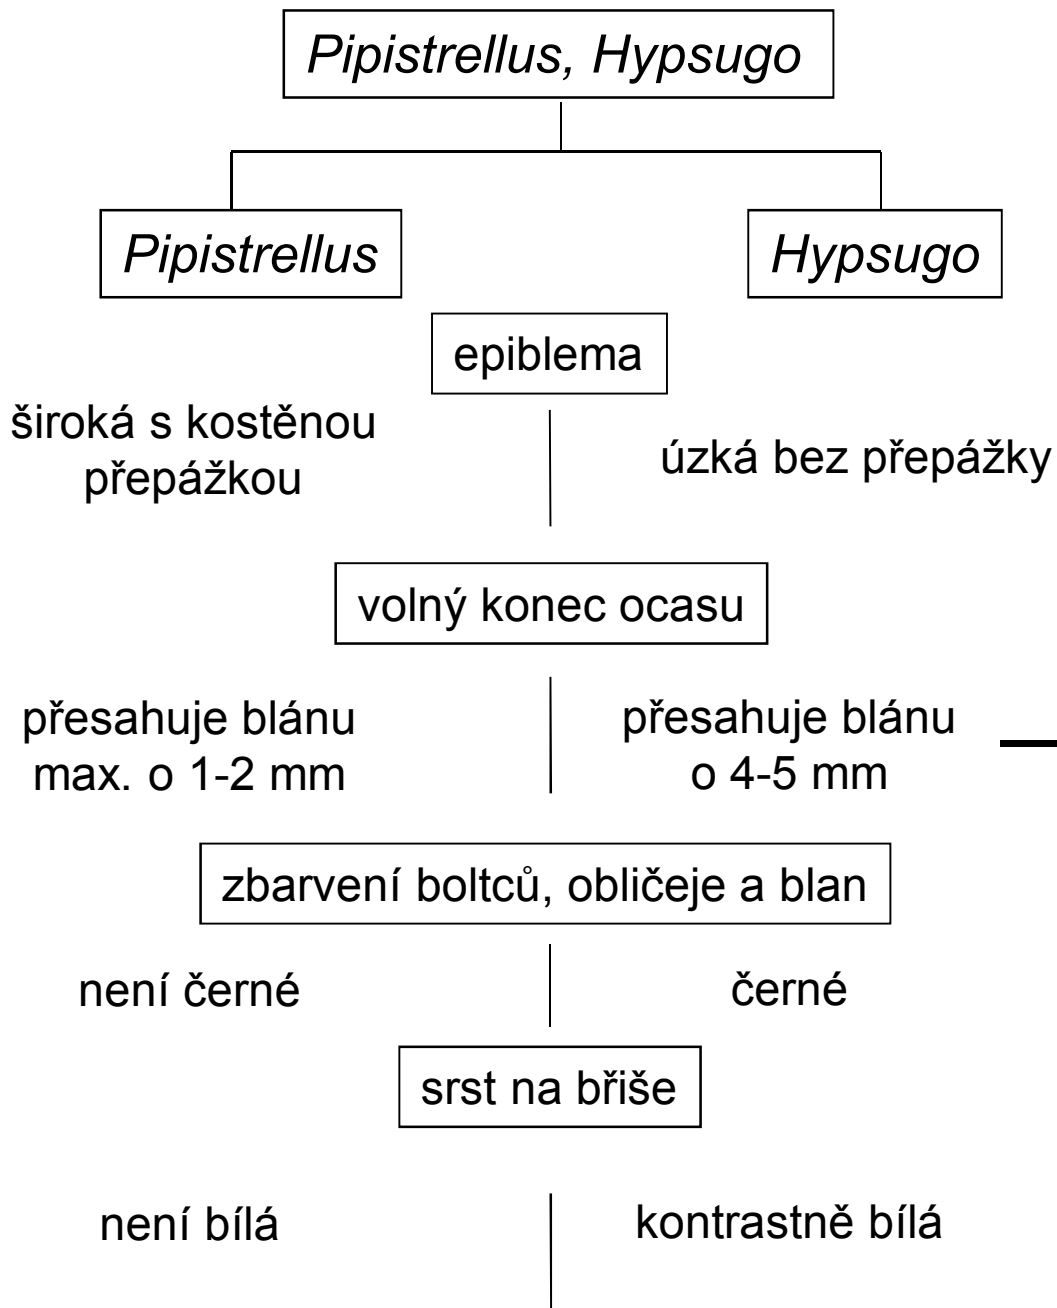 Pipistrellus, Hypsugo
Pipistrellus
Hypsugo
epiblema
široká s kostěnou
přepážkou
úzká bez přepážky
volný konec ocasu
přesahuje blánu
max. o 1-2 mm
přesahuje blánu
o 4-5 mm
zbarvení boltců, obličeje a blan
není černé
černé
srst na břiše
není bílá
kontrastně bílá